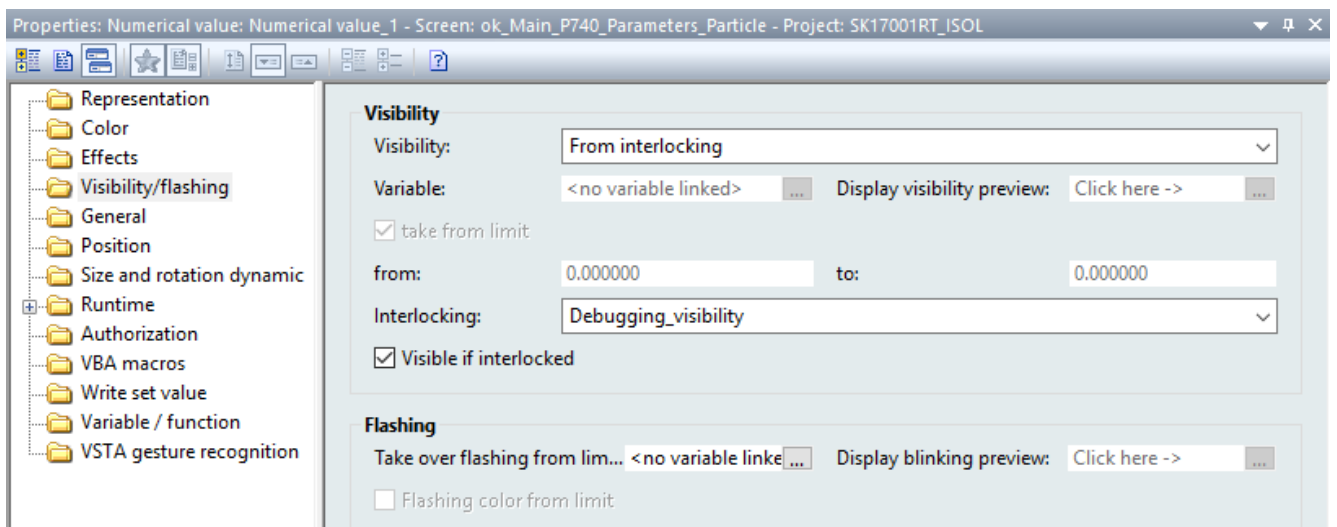 Properties: Numerical value: Numerical value_1 - Screen: ok_Main_P740_Parameters_Particle - Project: SK17001RT_ISOL
Representation
Color
Effects
Visibility/flashing
General
Position
Size and rotation dynamic
Runtime
Authorization
VBA macros
Write set value
Variable / function
VSTA gesture recognition
Visibility
Visibility: From interlocking
Variable: <no variable linked> ... Display visibility preview: Click here -> ...
take from limit
from: 0.000000 to: 0.000000
Interlocking: Debugging_visibility
Visible if interlocked
Flashing
Take over flashing from lim... <no variable linke ... Display blinking preview: Click here -> ...
Flashing color from limit